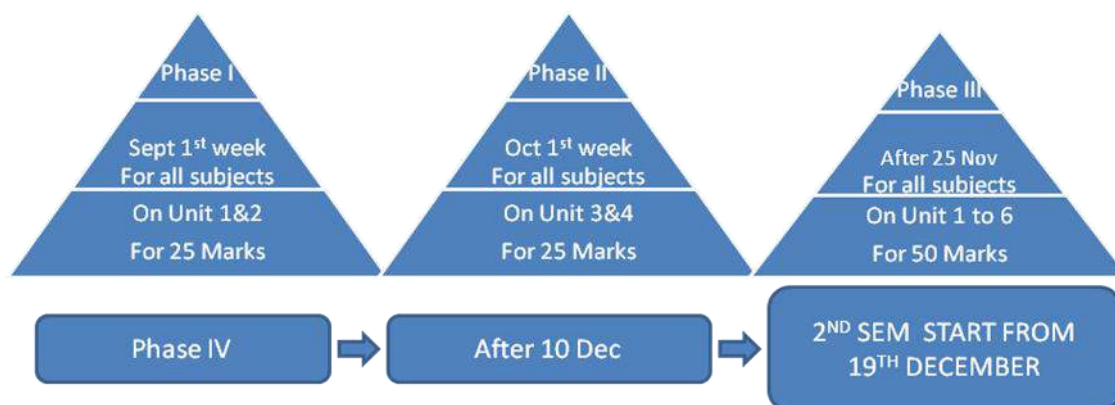 Phase I
Sept 1st week
For all subjects
On Unit 1&2
For 25 Marks
Phase II
Oct 1st week
For all subjects
On Unit 3&4
For 25 Marks
Phase III
After 25 Nov
For all subjects
On Unit 1 to 6
For 50 Marks
Phase IV
After 10 Dec
2ND SEM START FROM
19TH DECEMBER